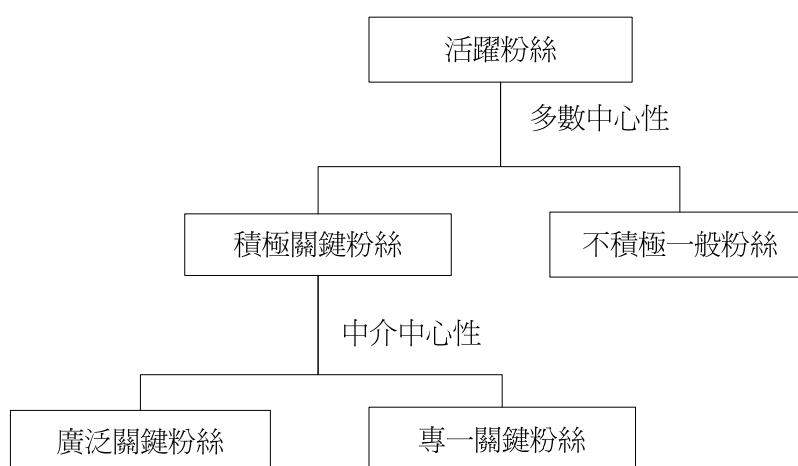 活躍粉絲
多數中心性
積極關鍵粉絲
不積極一般粉絲
中介中心性
廣泛關鍵粉絲
專一關鍵粉絲